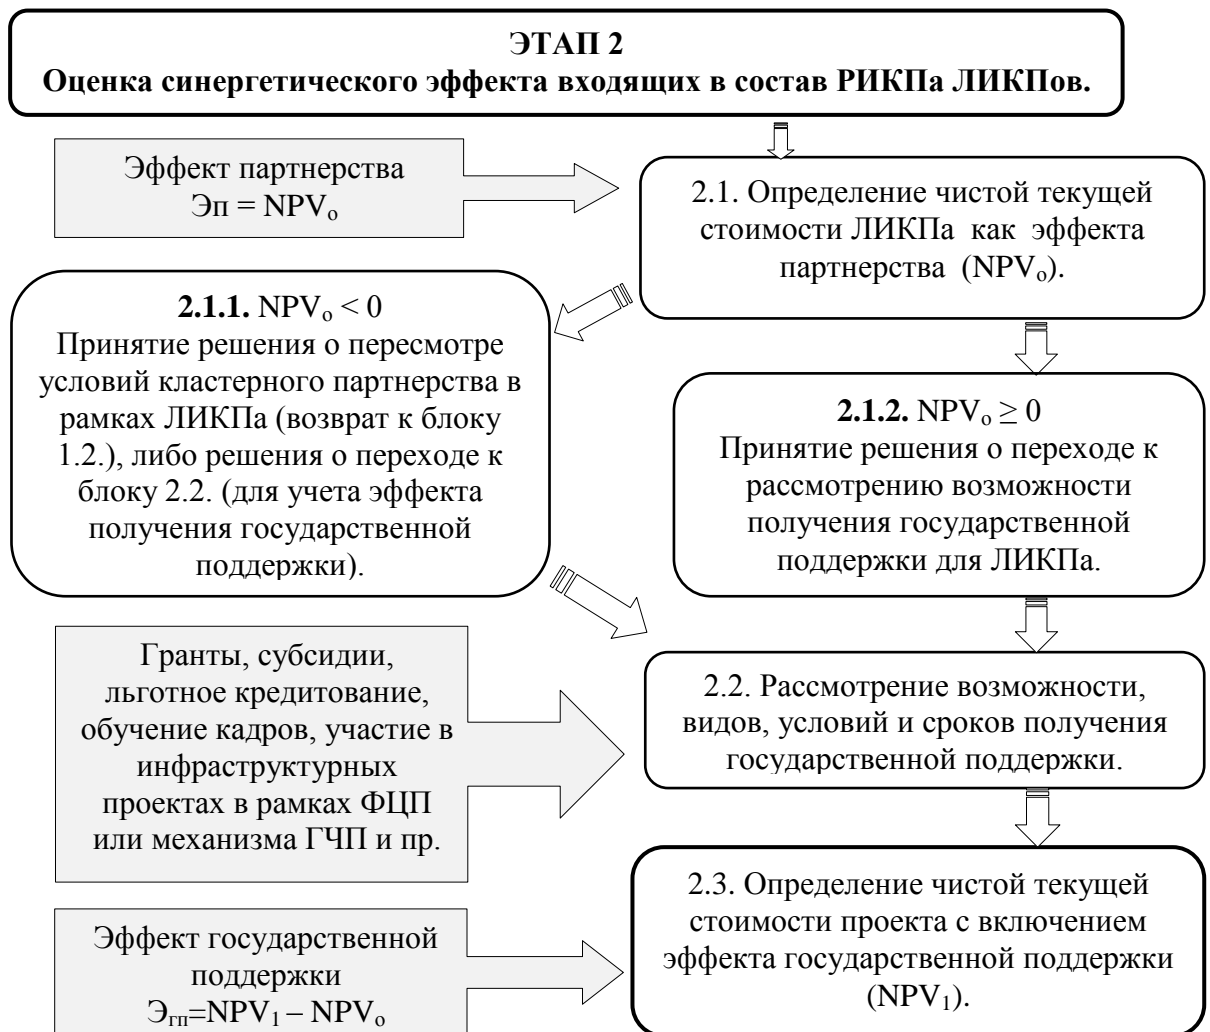 ЭТАП 2
Оценка синергетического эффекта входящих в состав РИКПа ЛИКПов.
Эффект партнерства
Эп = NPVₒ
2.1. Определение чистой текущей
стоимости ЛИКПа как эффекта
партнерства (NPVₒ).
2.1.1. NPVₒ < 0
Принятие решения о пересмотре
условий кластерного партнерства в
рамках ЛИКПа (возврат к блоку
1.2.), либо решения о переходе к
блоку 2.2. (для учета эффекта
получения государственной
поддержки).
2.1.2. NPVₒ ≥ 0
Принятие решения о переходе к
рассмотрению возможности
получения государственной
поддержки для ЛИКПа.
Гранты, субсидии,
льготное кредитование,
обучение кадров, участие в
инфраструктурных
проектах в рамках ФЦП
или механизма ГЧП и пр.
2.2. Рассмотрение возможности,
видов, условий и сроков получения
государственной поддержки.
Эффект государственной
поддержки
Эгп=NPV₁ – NPVₒ
2.3. Определение чистой текущей
стоимости проекта с включением
эффекта государственной поддержки
(NPV₁).